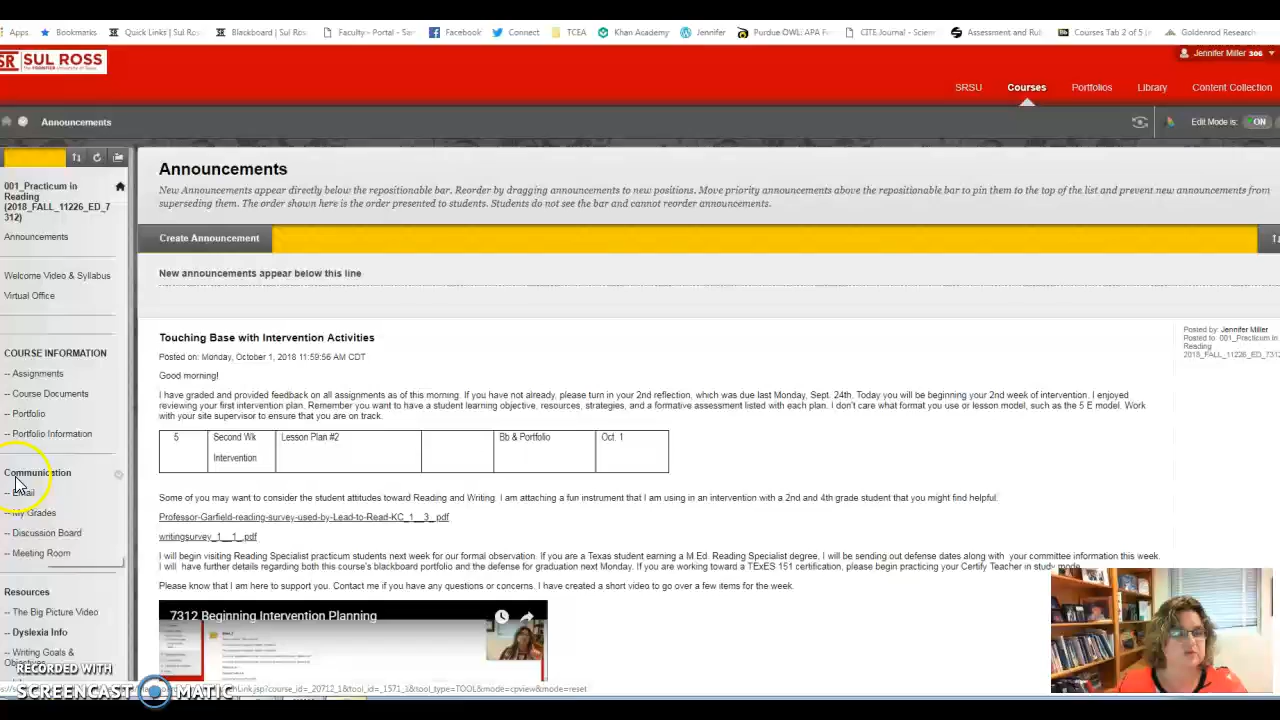 Apps Bookmarks Quick Links | Sul Ros Blackboard | Sul Ros Faculty - Portal - Sam Facebook Connect TCEA Khan Academy Jennifer Purdue OWL: APA F CITE Journal - Scien Assessment and Rub Courses Tab 2 of 5 Goldenrod Research
SR SUL ROSS
Jennifer Miller 306
SRSU Courses Portfolios Library Content Collection
Announcements
Edit Mode is: ON
001_Practicum in
Reading
(2018_FALL_11226_ED_7
312)
Announcements
Welcome Video & Syllabus
Virtual Office
COURSE INFORMATION
-- Assignments
-- Course Documents
-- Portfolio
-- Portfolio Information
Communication
-- Email
-- My Grades
-- Discussion Board
-- Meeting Room
Resources
-- The Big Picture Video
-- Dyslexia Info
-- Writing Goals &
Announcements
New Announcements appear directly below the repositionable bar. Reorder by dragging announcements to new positions. Move priority announcements above the repositionable bar to pin them to the top of the list and prevent new announcements from
superseding them. The order shown here is the order presented to students. Students do not see the bar and cannot reorder announcements.
Create Announcement
New announcements appear below this line
Touching Base with Intervention Activities
Posted on: Monday, October 1, 2018 11:59:56 AM CDT
Good morning!
I have graded and provided feedback on all assignments as of this morning. If you have not already, please turn in your 2nd reflection, which was due last Monday, Sept. 24th. Today you will be beginning your 2nd week of intervention. I enjoyed
reviewing your first intervention plan. Remember you want to have a student learning objective, resources, strategies, and a formative assessment listed with each plan. I don't care what format you use or lesson model, such as the 5 E model. Work
with your site supervisor to ensure that you are on track.
5 Second Wk Lesson Plan #2 Bb & Portfolio Oct. 1
Intervention
Some of you may want to consider the student attitudes toward Reading and Writing. I am attaching a fun instrument that I am using in an intervention with a 2nd and 4th grade student that you might find helpful.
Professor-Garfield-reading-survey-used-by-Lead-to-Read-KC_1__3_.pdf
writingsurvey_1__1_.pdf
I will begin visiting Reading Specialist practicum students next week for our formal observation. If you are a Texas student earning a M Ed. Reading Specialist degree, I will be sending out defense dates along with your committee information this week.
I will have further details regarding both this course's blackboard portfolio and the defense for graduation next Monday. If you are working toward a TExES 151 certification, please begin practicing your Certify Teacher in study mode.
Please know that I am here to support you. Contact me if you have any questions or concerns. I have created a short video to go over a few items for the week.
7312 Beginning Intervention Planning
Posted by: Jennifer Miller
Posted to: 001_Practicum in
Reading
RECORDED WITH
SCREENCAST MATIC